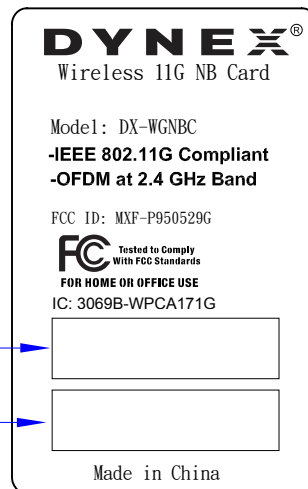 DYNEX®
Wireless 11G NB Card
Model: DX-WGNBC
-IEEE 802.11G Compliant
-OFDM at 2.4 GHz Band
FCC ID: MXF-P950529G
FC Tested to Comply
With FCC Standards
FOR HOME OR OFFICE USE
IC: 3069B-WPCA171G
Made in China